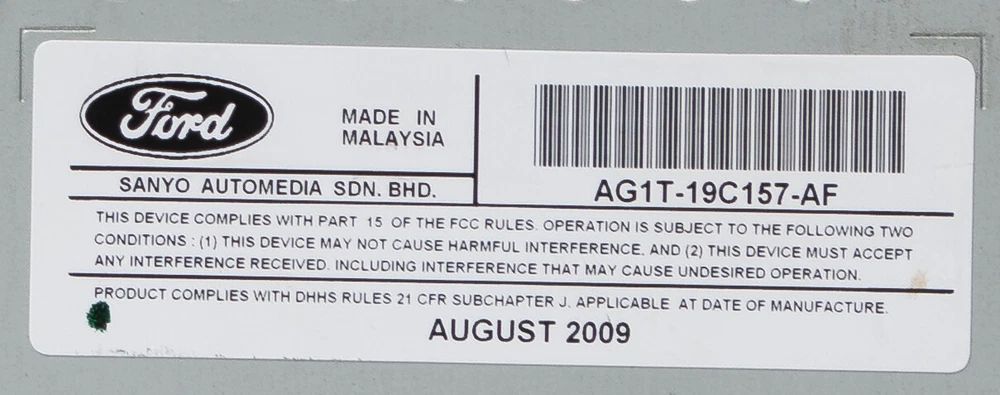 Ford
MADE IN
MALAYSIA
SANYO AUTOMEDIA SDN. BHD.
AG1T-19C157-AF
THIS DEVICE COMPLIES WITH PART 15 OF THE FCC RULES. OPERATION IS SUBJECT TO THE FOLLOWING TWO
CONDITIONS : (1) THIS DEVICE MAY NOT CAUSE HARMFUL INTERFERENCE, AND (2) THIS DEVICE MUST ACCEPT
ANY INTERFERENCE RECEIVED. INCLUDING INTERFERENCE THAT MAY CAUSE UNDESIRED OPERATION.
PRODUCT COMPLIES WITH DHHS RULES 21 CFR SUBCHAPTER J. APPLICABLE AT DATE OF MANUFACTURE.
AUGUST 2009